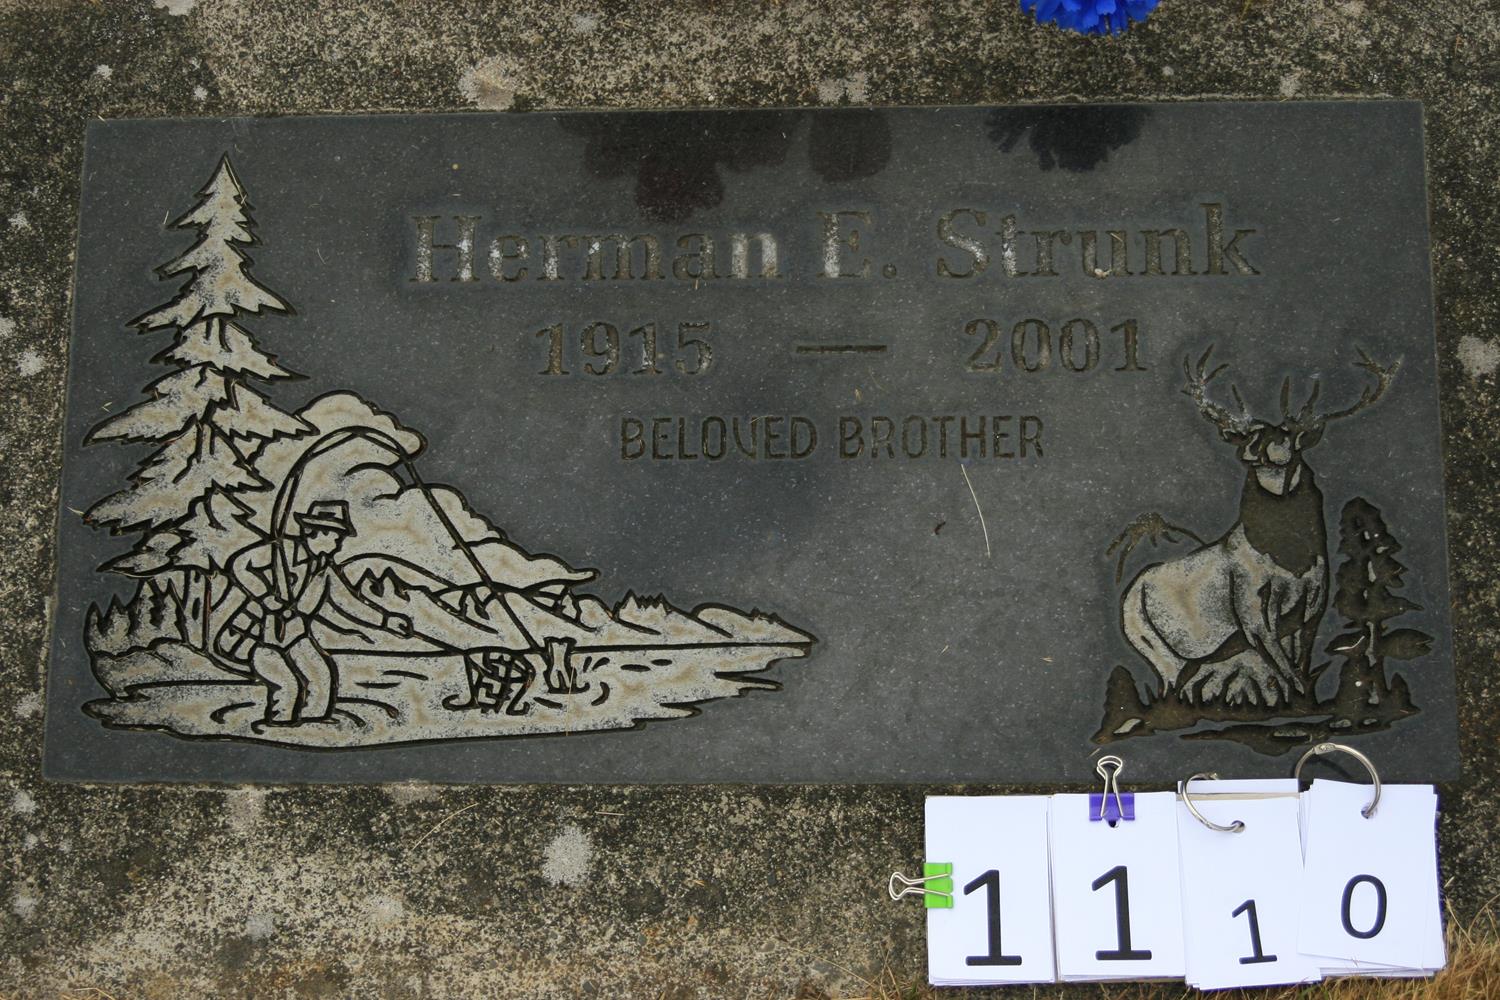 Herman E. Strunk
1915 — 2001
BELOVED BROTHER
1 1 1 0